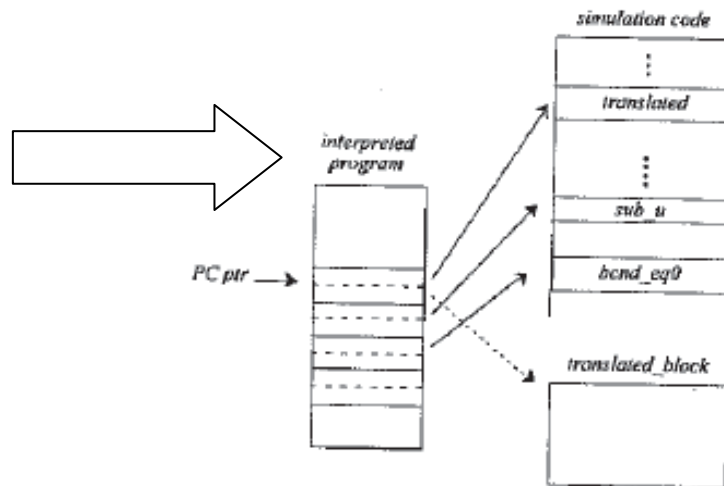 simulation code
translated
interpreted
program
sub_u
PC ptr
bcnd_eq0
translated_block